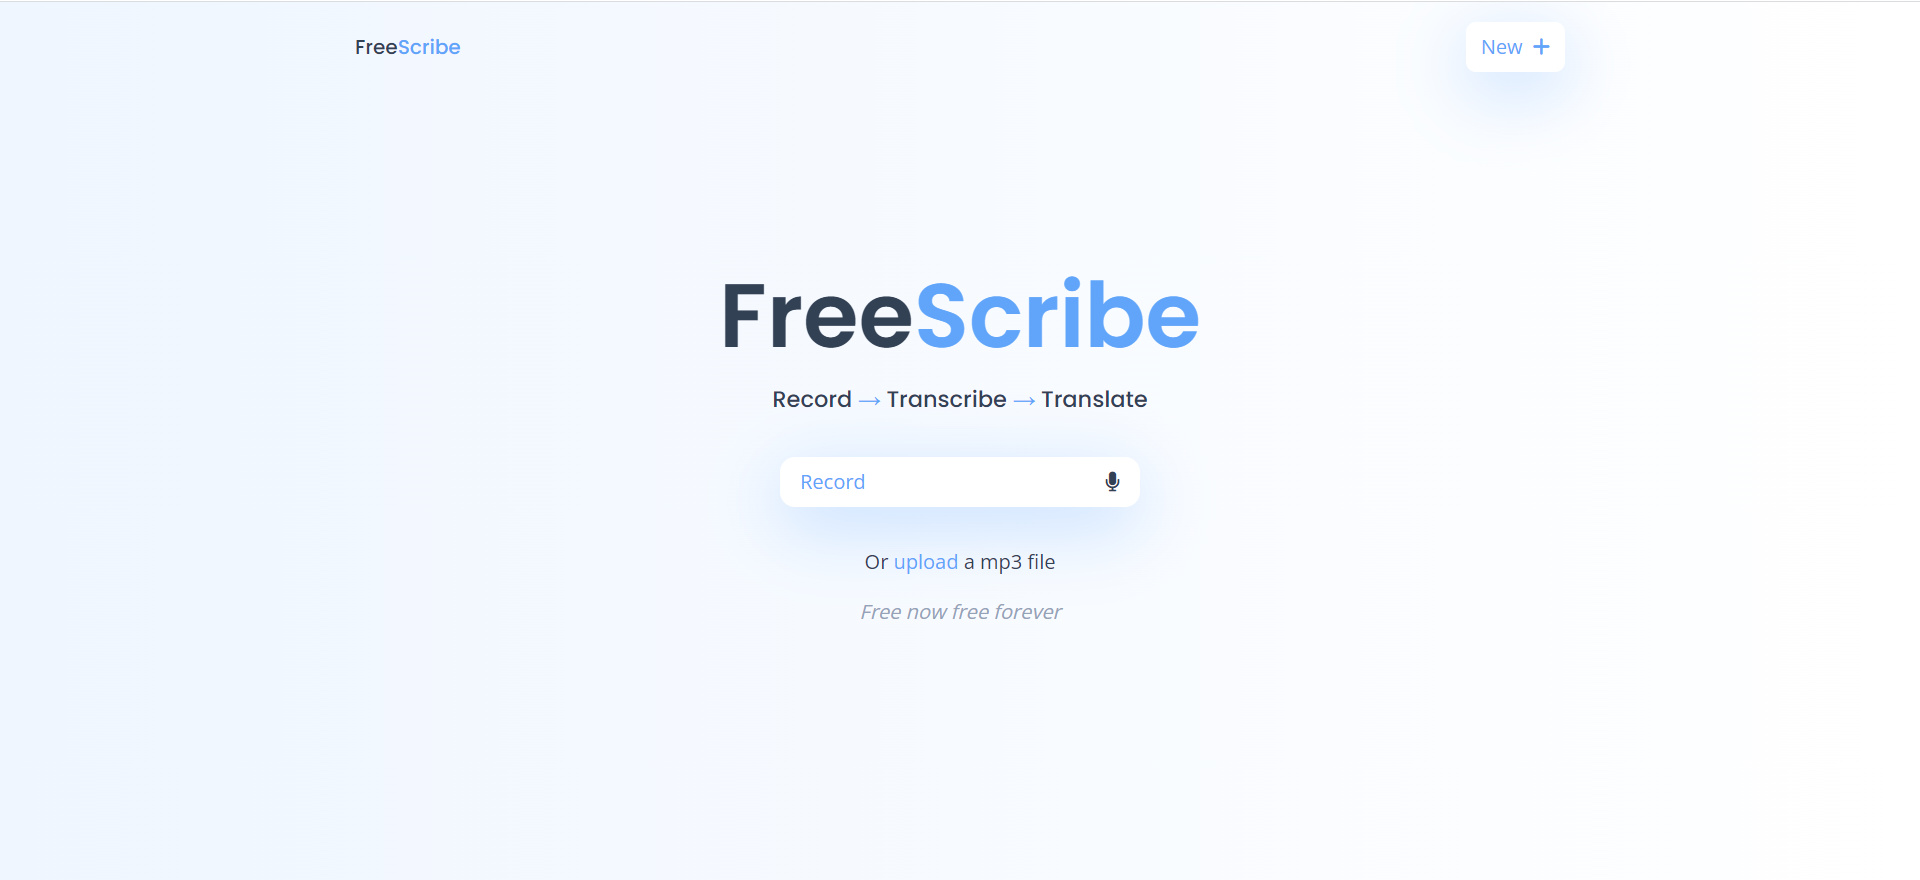 FreeScribe
New +
FreeScribe
Record → Transcribe → Translate
Record
Or upload a mp3 file
Free now free forever